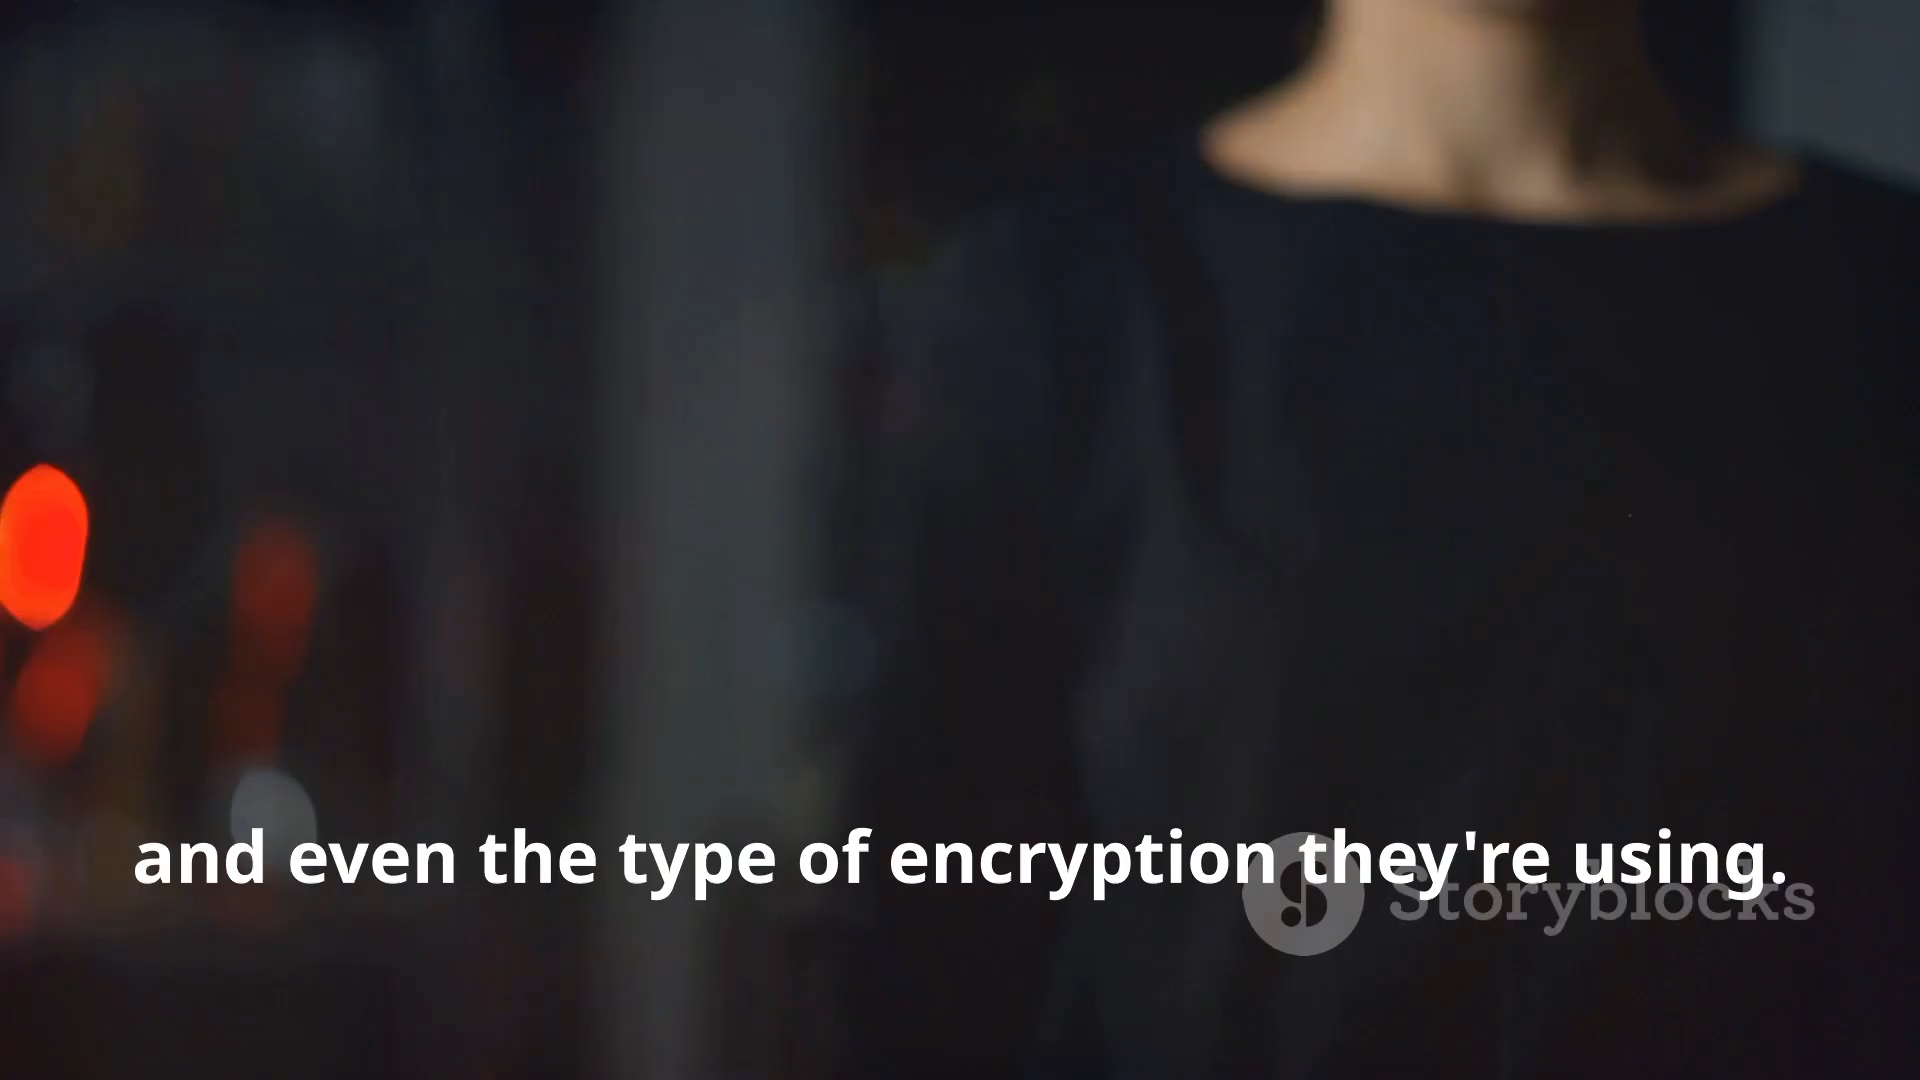 and even the type of encryption they're using.
Storyblocks